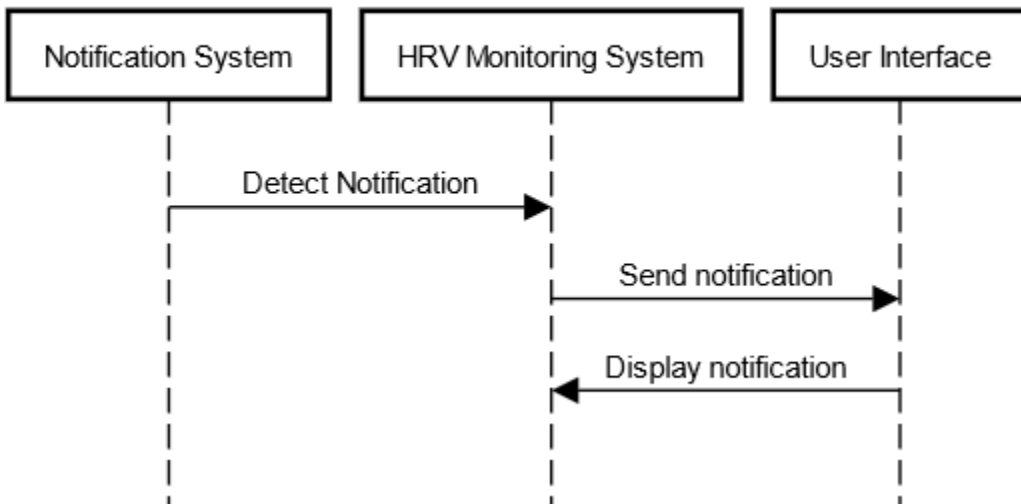 Notification System
HRV Monitoring System
User Interface
Detect Notification
Send notification
Display notification